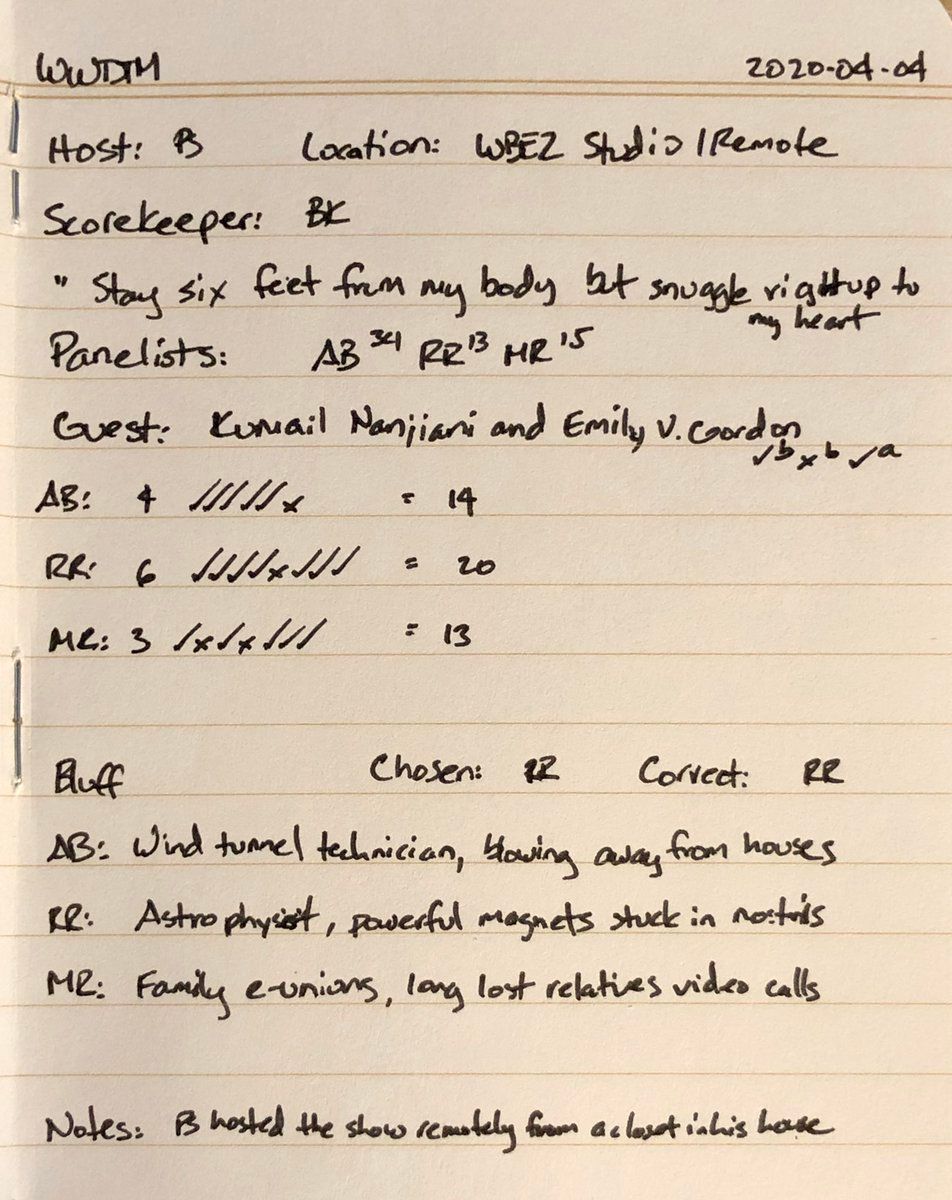 WWDTM 2020-04-04
Host: PS Location: WBEZ Studio / Remote
Scorekeeper: BK
" Stay six feet from my body but snuggle right up to
my heart
Panelists: AB 34 RR 13 MR 15
Guest: Kumail Nanjiani and Emily V. Gordon
✓b ×b ✓a
AB: 4 ✓✓✓✓✓× = 14
RR: 6 ✓✓✓✓×✓✓✓ = 20
MR: 3 ✓×✓×✓✓✓ = 13
Bluff Chosen: RR Correct: RR
AB: Wind tunnel technician, blowing away from houses
RR: Astrophysist, powerful magnets stuck in nostrils
MR: Family e-unions, long lost relatives video calls
Notes: PS hosted the show remotely from a closet in his house